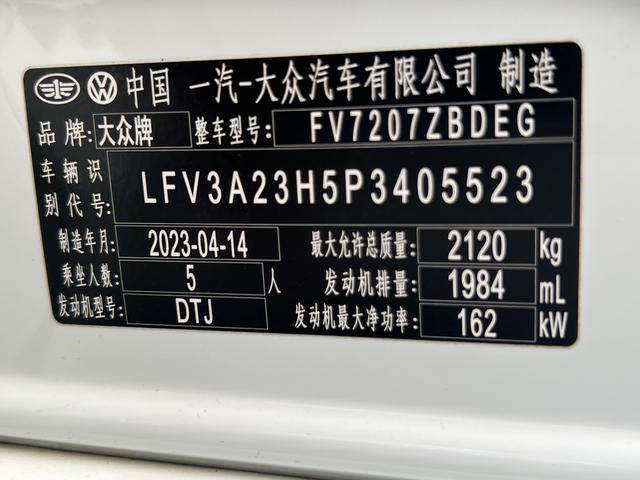 中国 一汽-大众汽车有限公司 制造
品牌: 大众牌 整车型号: FV7207ZBDEG
车辆识别代号: LFV3A23H5P3405523
制造年月: 2023-04-14 最大允许总质量: 2120 kg
乘坐人数: 5 人 发动机排量: 1984 mL
发动机型号: DTJ 发动机最大净功率: 162 kW